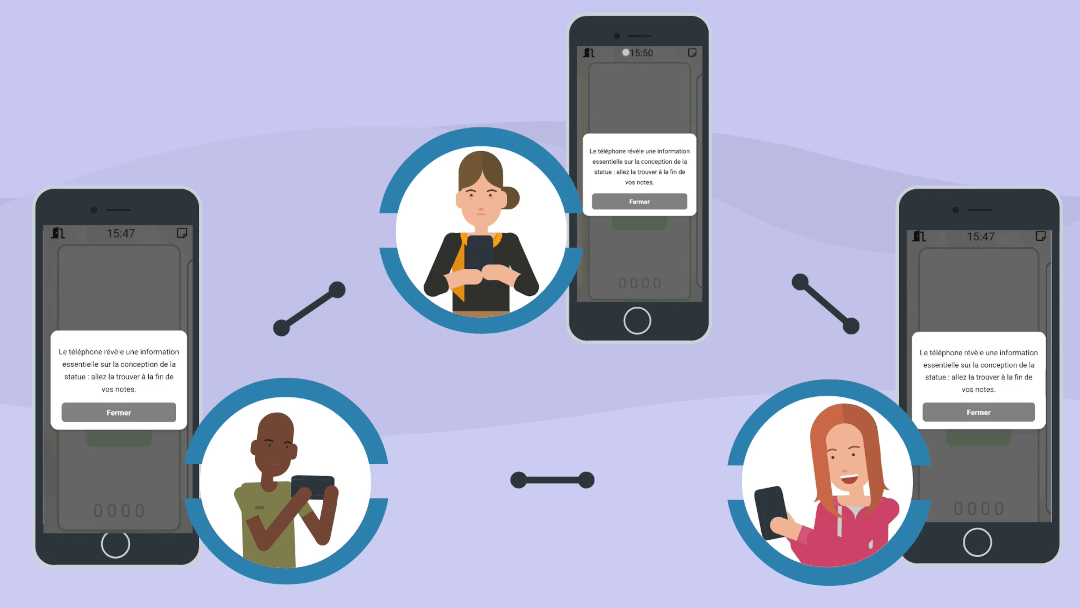 15:50
Le téléphone révèle une information
essentielle sur la conception de la
statue : allez la trouver à la fin de
vos notes.
Fermer
0000
15:47
Le téléphone révèle une information
essentielle sur la conception de la
statue : allez la trouver à la fin de
vos notes.
Fermer
0000
15:47
Le téléphone révèle une information
essentielle sur la conception de la
statue : allez la trouver à la fin de
vos notes.
Fermer
0000